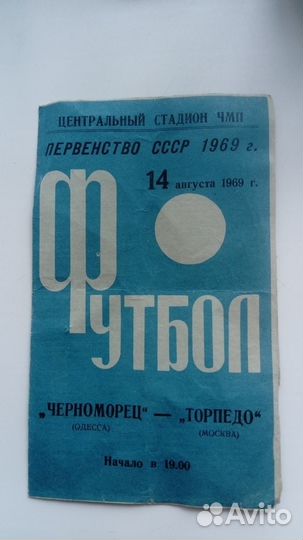 ЦЕНТРАЛЬНЫЙ СТАДИОН ЧМП
ПЕРВЕНСТВО СССР 1969 г.
14 августа 1969 г.
ФУТБОЛ
„ЧЕРНОМОРЕЦ" — „ТОРПЕДО"
(ОДЕССА) (МОСКВА)
Начало в 19.00
Avito